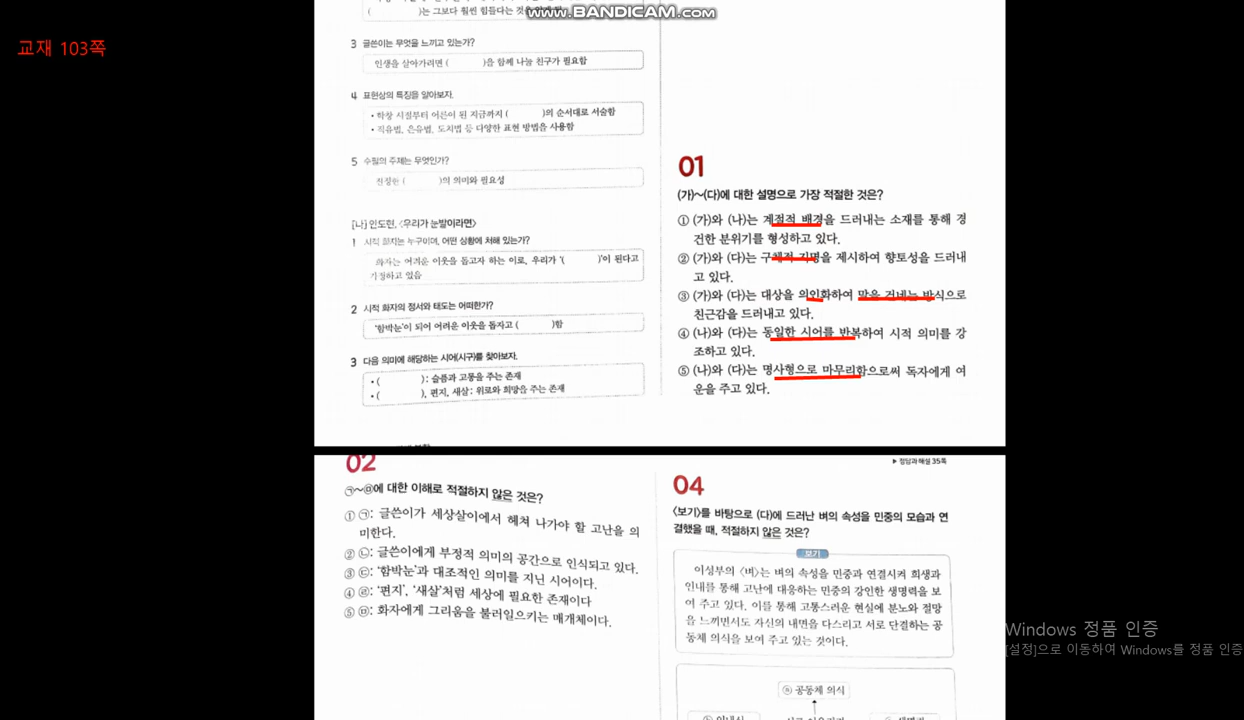 www.BANDICAM.com
교재 103쪽
( )는 그보다 훨씬 힘들다는 것을
3 글쓴이는 무엇을 느끼고 있는가?
인생을 살아가려면 ( )을 함께 나눌 친구가 필요함
4 표현상의 특징을 알아보자.
• 학창 시절부터 어른이 된 지금까지 ( )의 순서대로 서술함
• 직유법, 은유법, 도치법 등 다양한 표현 방법을 사용함
5 수필의 주제는 무엇인가?
진정한 ( )의 의미와 필요성
[나] 안도현, <우리가 눈발이라면>
1 시적 화자는 누구이며, 어떤 상황에 처해 있는가?
화자는 어려운 이웃을 돕고자 하는 이로, 우리가 '( )'이 된다고
가정하고 있음
2 시적 화자의 정서와 태도는 어떠한가?
'함박눈'이 되어 어려운 이웃을 돕자고 ( )함
3 다음 의미에 해당하는 시어(시구)를 찾아보자.
• ( ): 슬픔과 고통을 주는 존재
• ( ), 편지, 새살: 위로와 희망을 주는 존재
01
(가)~(다)에 대한 설명으로 가장 적절한 것은?
① (가)와 (나)는 계절적 배경을 드러내는 소재를 통해 경
건한 분위기를 형성하고 있다.
② (가)와 (다)는 구체적 지명을 제시하여 향토성을 드러내
고 있다.
③ (가)와 (다)는 대상을 의인화하여 말을 건네는 방식으로
친근감을 드러내고 있다.
④ (나)와 (다)는 동일한 시어를 반복하여 시적 의미를 강
조하고 있다.
⑤ (나)와 (다)는 명사형으로 마무리함으로써 독자에게 여
운을 주고 있다.
02
㉠~㉤에 대한 이해로 적절하지 않은 것은?
① ㉠: 글쓴이가 세상살이에서 헤쳐 나가야 할 고난을 의
미한다.
② ㉡: 글쓴이에게 부정적 의미의 공간으로 인식되고 있다.
③ ㉢: '함박눈'과 대조적인 의미를 지닌 시어이다.
④ ㉣: '편지', '새살'처럼 세상에 필요한 존재이다
⑤ ㉤: 화자에게 그리움을 불러일으키는 매개체이다.
▶ 정답과 해설 35쪽
04
<보기>를 바탕으로 (다)에 드러난 벼의 속성을 민중의 모습과 연
결했을 때, 적절하지 않은 것은?
보기
이성부의 <벼>는 벼의 속성을 민중과 연결시켜 희생과
인내를 통해 고난에 대응하는 민중의 강인한 생명력을 보
여 주고 있다. 이를 통해 고통스러운 현실에 분노와 절망
을 느끼면서도 자신의 내면을 다스리고 서로 단결하는 공
동체 의식을 보여 주고 있는 것이다.
ⓐ 공동체 의식
Windows 정품 인증
[설정]으로 이동하여 Windows를 정품 인증